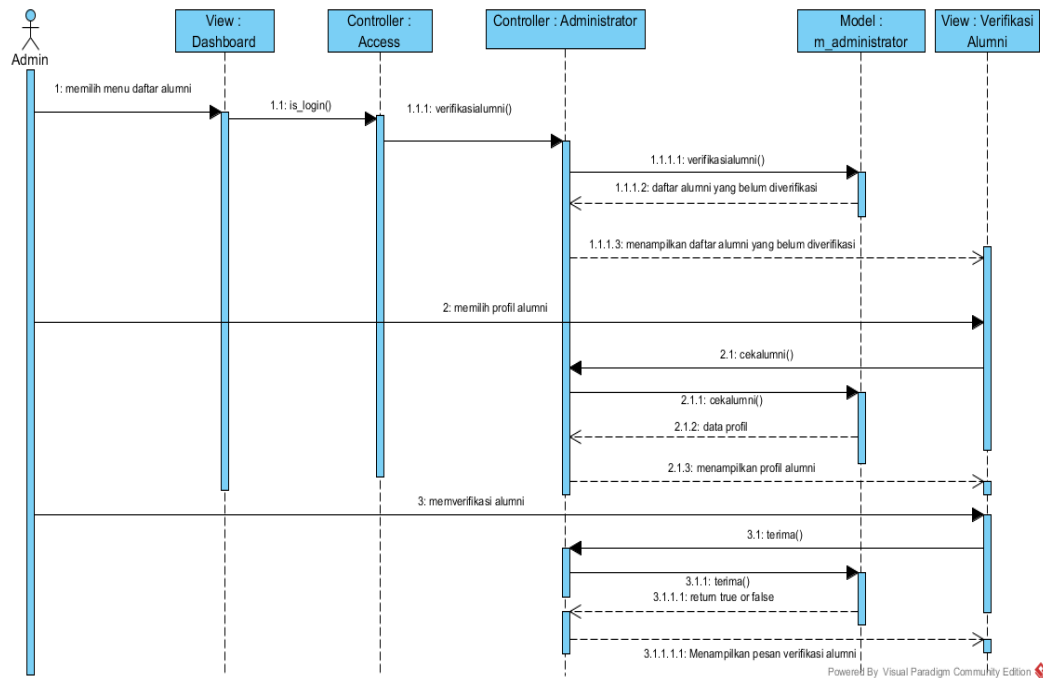 View :
Dashboard
Controller :
Access
Controller : Administrator
Model :
m_administrator
View : Verifikasi
Alumni
Admin
1: memilih menu daftar alumni
1.1: is_login()
1.1.1: verifikasialumni()
1.1.1.1: verifikasialumni()
1.1.1.2: daftar alumni yang belum diverifikasi
1.1.1.3: menampilkan daftar alumni yang belum diverifikasi
2: memilih profil alumni
2.1: cekalumni()
2.1.1: cekalumni()
2.1.2: data profil
2.1.3: menampilkan profil alumni
3: memverifikasi alumni
3.1: terima()
3.1.1: terima()
3.1.1.1: return true or false
3.1.1.1.1: Menampilkan pesan verifikasi alumni
Powered By Visual Paradigm Community Edition